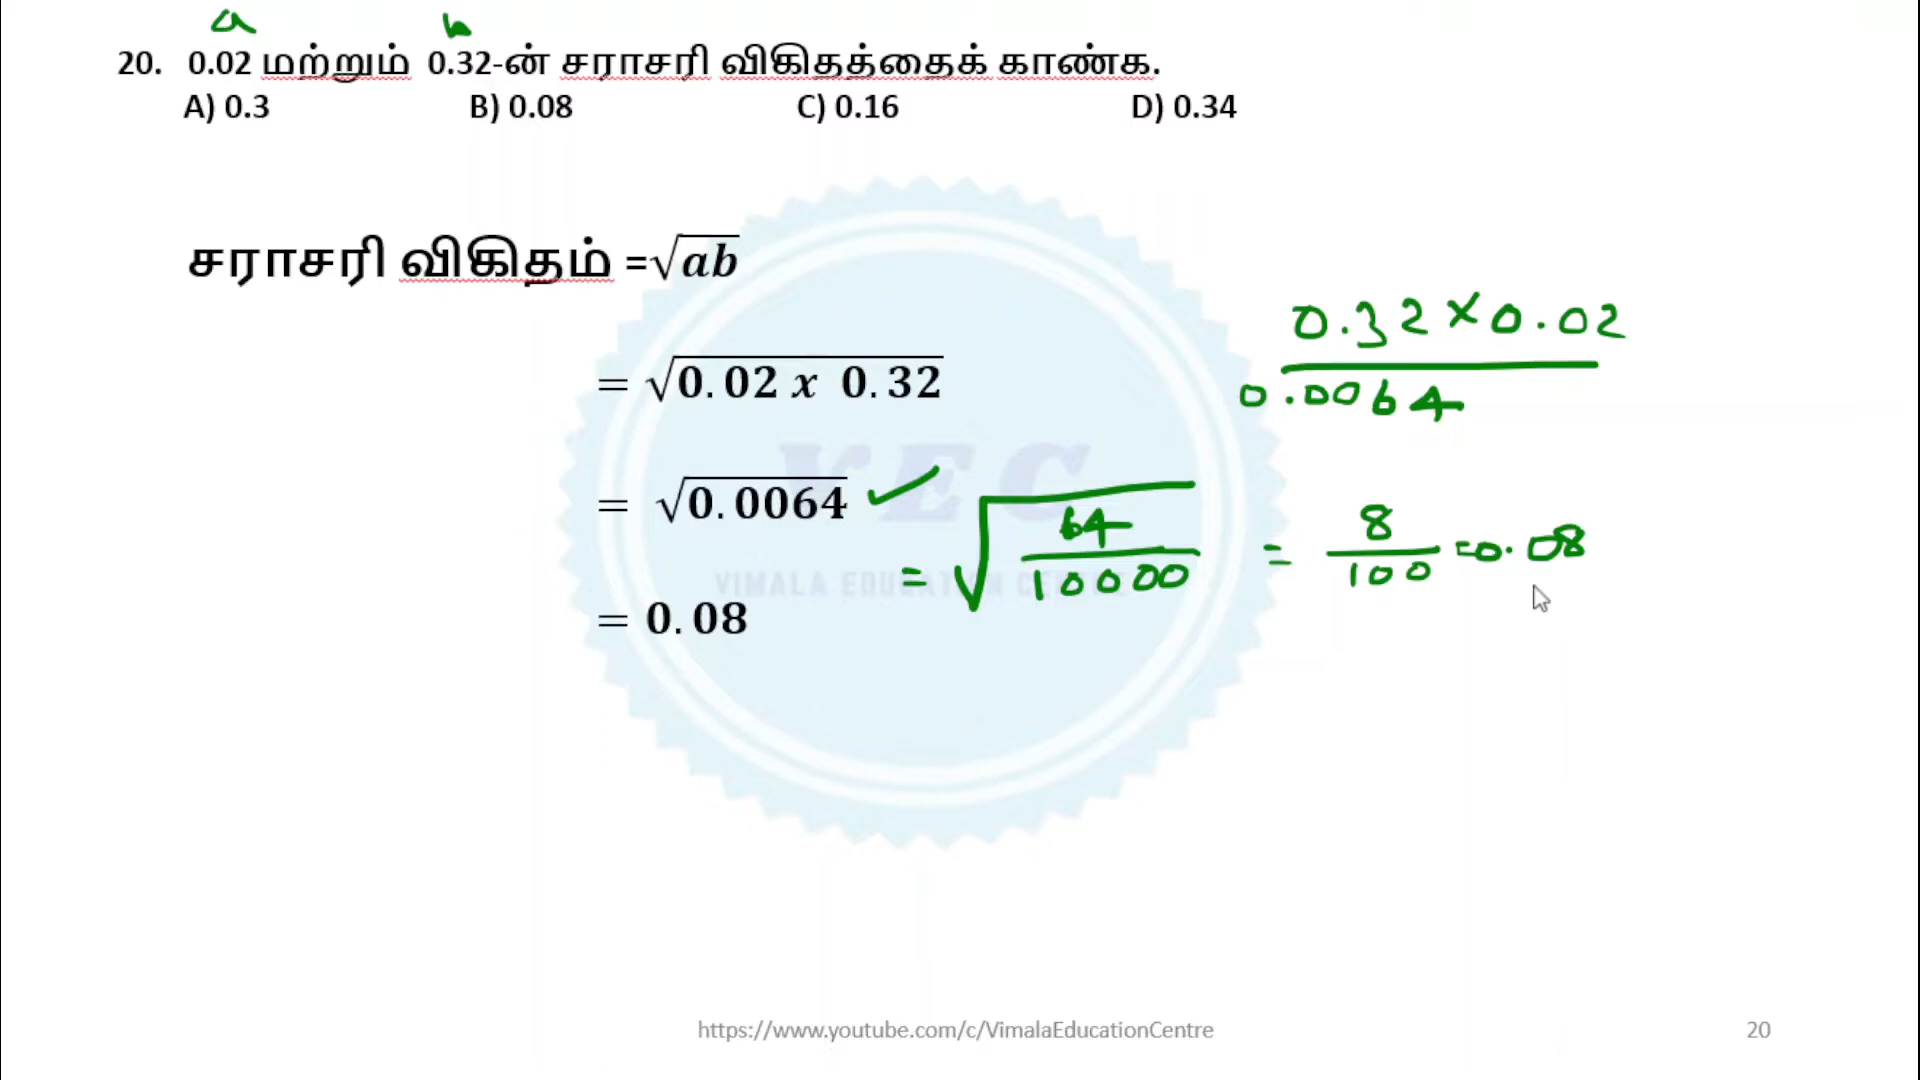 a b
20. 0.02 மற்றும் 0.32-ன் சராசரி விகிதத்தைக் காண்க.
A) 0.3 B) 0.08 C) 0.16 D) 0.34
சராசரி விகிதம் =√ab
0.32 × 0.02
= √0.02 x 0.32
0.0064
VEC
= √0.0064 ✓
= √64/10000 = 8/100 = 0.08
VIMALA EDUCATION CENTRE
= 0.08
https://www.youtube.com/c/VimalaEducationCentre 20